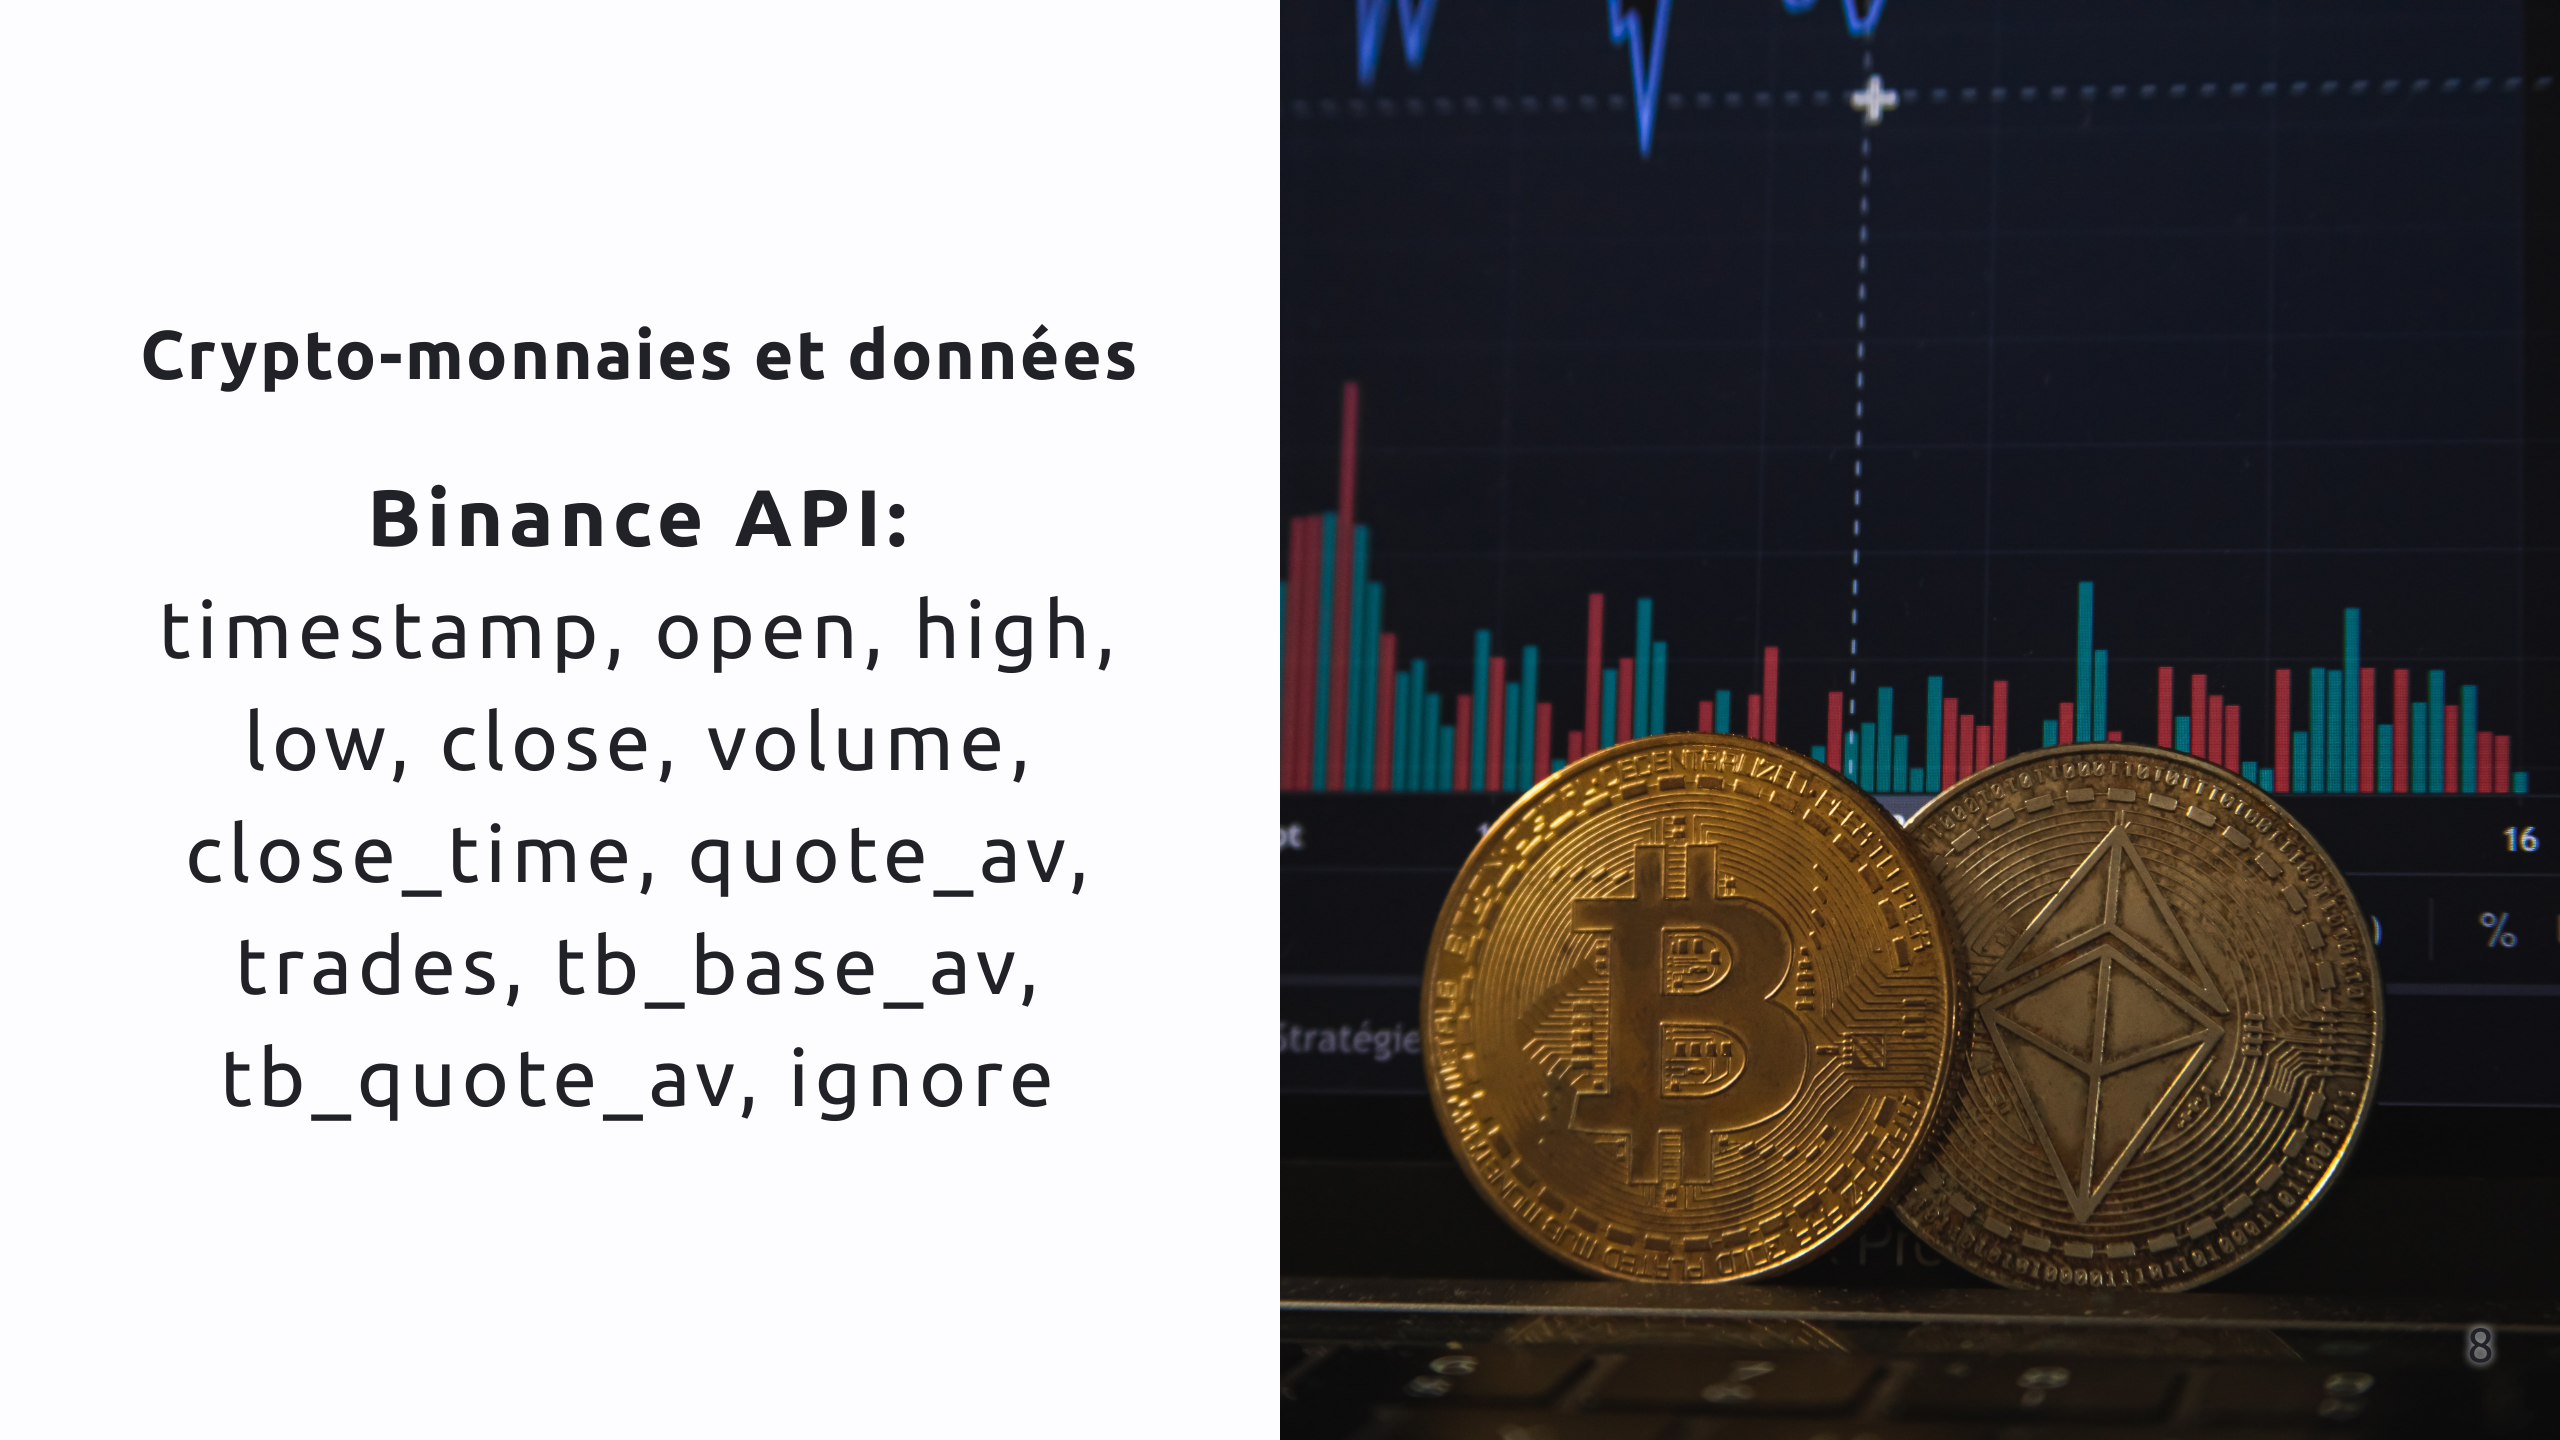 Crypto-monnaies et données
Binance API:
timestamp, open, high,
low, close, volume,
close_time, quote_av,
trades, tb_base_av,
tb_quote_av, ignore
16
%
Stratégie
8